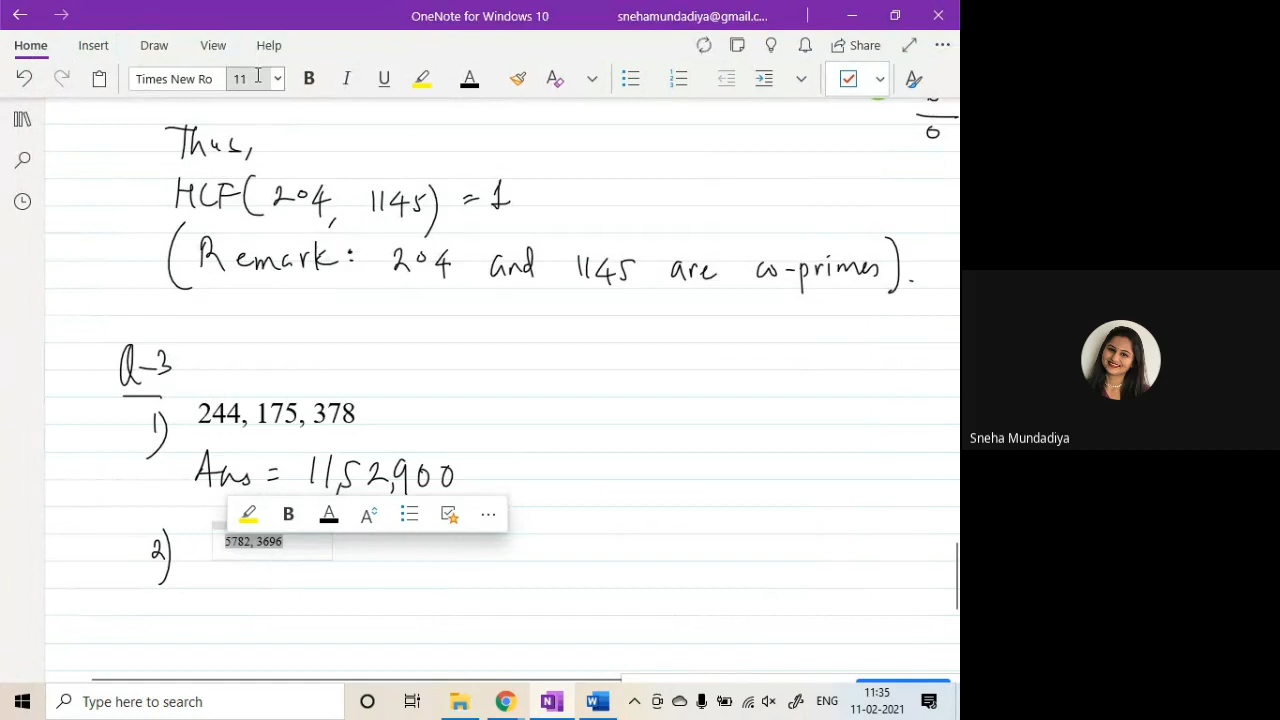 OneNote for Windows 10
snehamundadiya@gmail.c...
Home Insert Draw View Help
Share
Times New Ro 11
B I U A
Thus,
0
HCF(204, 1145) = 1
(Remark: 204 and 1145 are co-primes).
Q-3
1) 244, 175, 378
Ans = 11,52,900
B A A
2) 5782, 3696
Sneha Mundadiya
Type here to search
ENG
11:35
11-02-2021